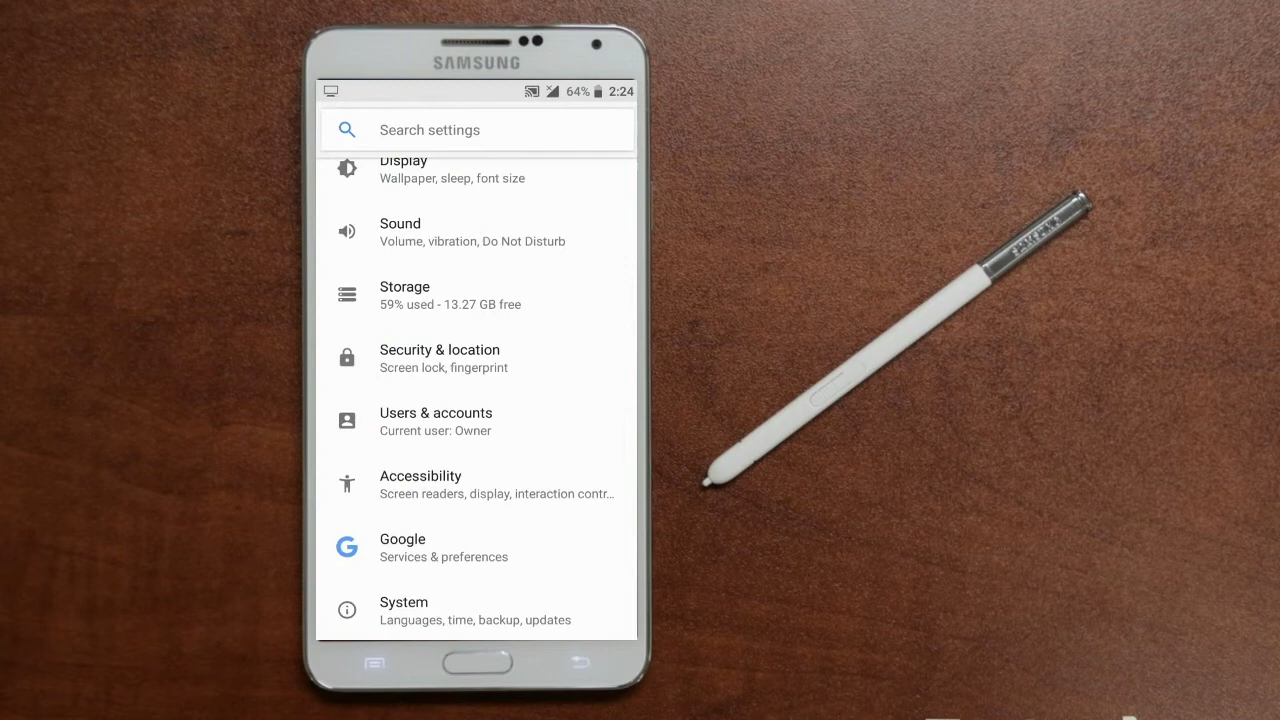 SAMSUNG
64% 2:24
Search settings
Display
Wallpaper, sleep, font size
Sound
Volume, vibration, Do Not Disturb
Storage
59% used - 13.27 GB free
Security & location
Screen lock, fingerprint
Users & accounts
Current user: Owner
Accessibility
Screen readers, display, interaction contr...
Google
Services & preferences
System
Languages, time, backup, updates
SAMSUNG